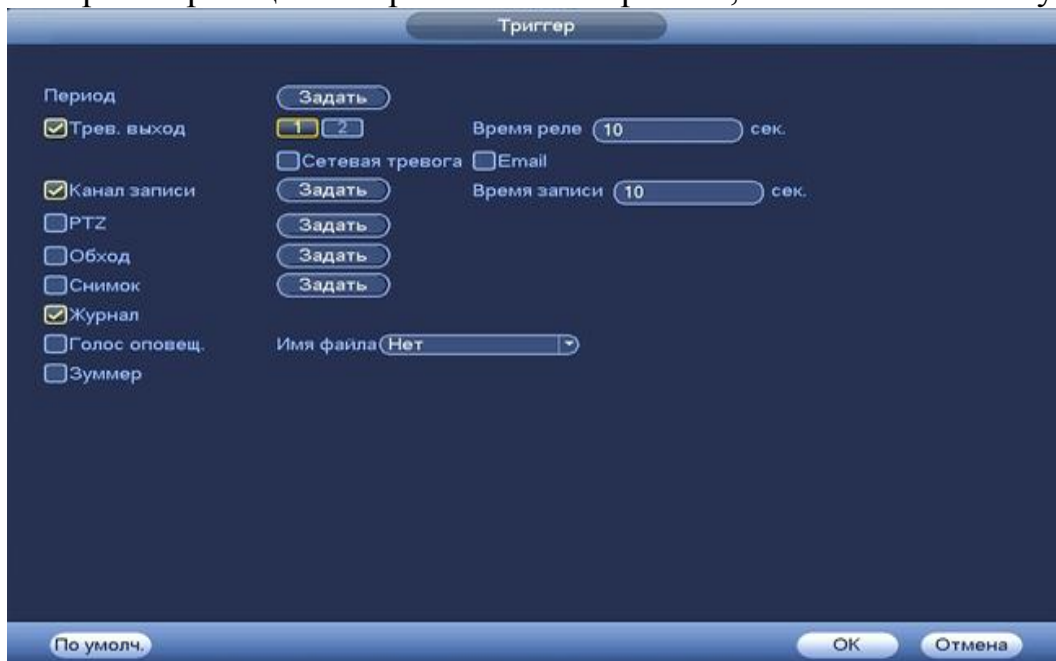 Триггер
Период Задать
Трев. выход 1 2 Время реле 10 сек.
Сетевая тревога Email
Канал записи Задать Время записи 10 сек.
PTZ Задать
Обход Задать
Снимок Задать
Журнал
Голос оповещ. Имя файла Нет
Зуммер
По умолч. OK Отмена